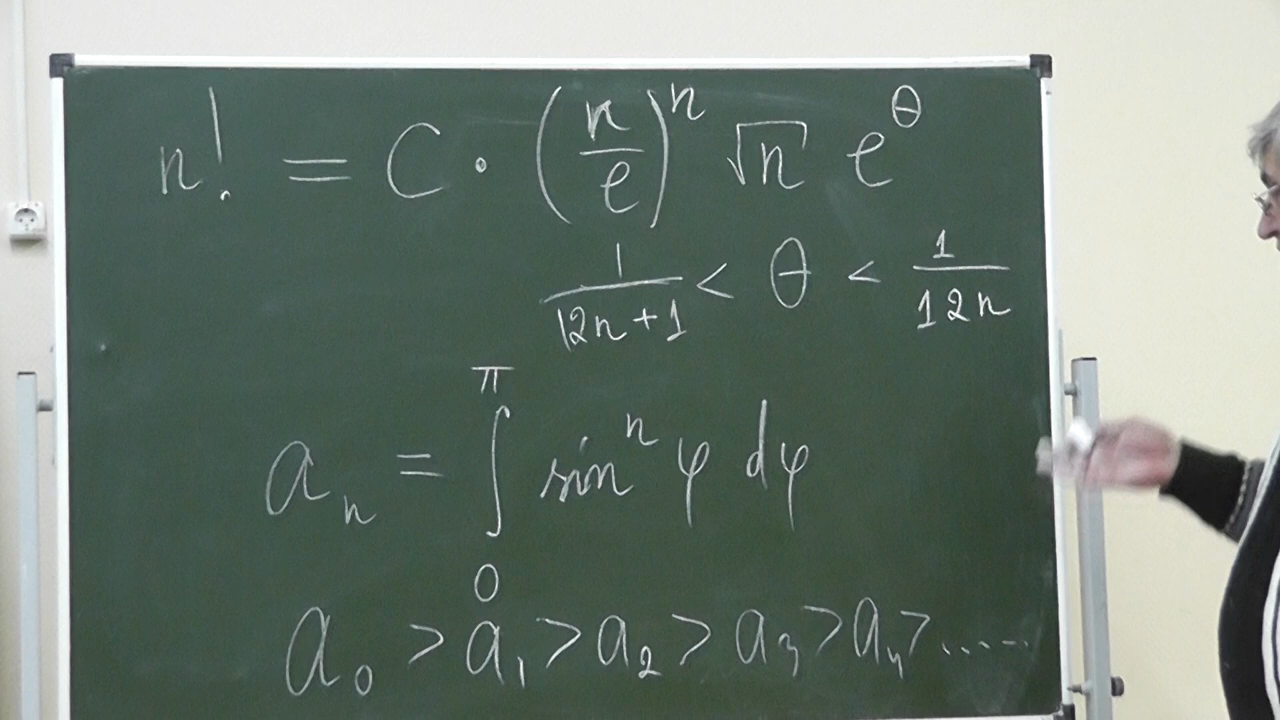 n! = C · (n/e)^n √n e^θ
1/(12n+1) < θ < 1/(12n)
a_n = ∫_0^π sin^n φ dφ
a_0 > a_1 > a_2 > a_3 > a_4 > .....